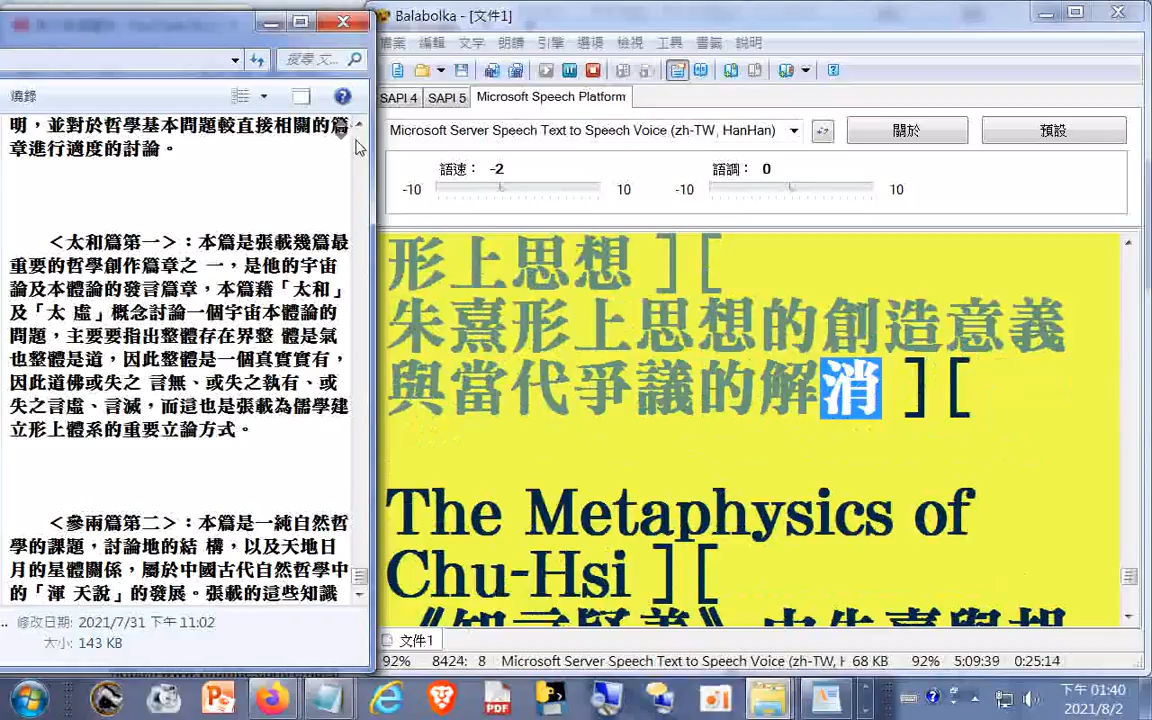 Balabolka - [文件1]
檔案 編輯 文字 朗讀 引擎 選項 檢視 工具 書籤 說明
搜尋 文...
燒錄
SAPI 4 SAPI 5 Microsoft Speech Platform
Microsoft Server Speech Text to Speech Voice (zh-TW, HanHan)
關於
預設
語速： -2
語調： 0
-10 10 -10 10
明，並對於哲學基本問題較直接相關的篇
章進行適度的討論。
＜太和篇第一＞：本篇是張載幾篇最
重要的哲學創作篇章之 一，是他的宇宙
論及本體論的發言篇章，本篇藉「太和」
及「太 虛」概念討論一個宇宙本體論的
問題，主要要指出整體存在界整 體是氣
也整體是道，因此整體是一個真實實有，
因此道佛或失之 言無、或失之執有、或
失之言虛、言滅，而這也是張載為儒學建
立形上體系的重要立論方式。
＜參兩篇第二＞：本篇是一純自然哲
學的課題，討論地的結 構，以及天地日
月的星體關係，屬於中國古代自然哲學中
的「渾 天說」的發展。張載的這些知識
修改日期: 2021/7/31 下午 11:02
大小: 143 KB
形上思想 ][
朱熹形上思想的創造意義
與當代爭議的解消 ][
The Metaphysics of
Chu-Hsi ][
文件1
92% 8424: 8 Microsoft Server Speech Text to Speech Voice (zh-TW, H 68 KB 92% 5:09:39 0:25:14
下午 01:40
2021/8/2